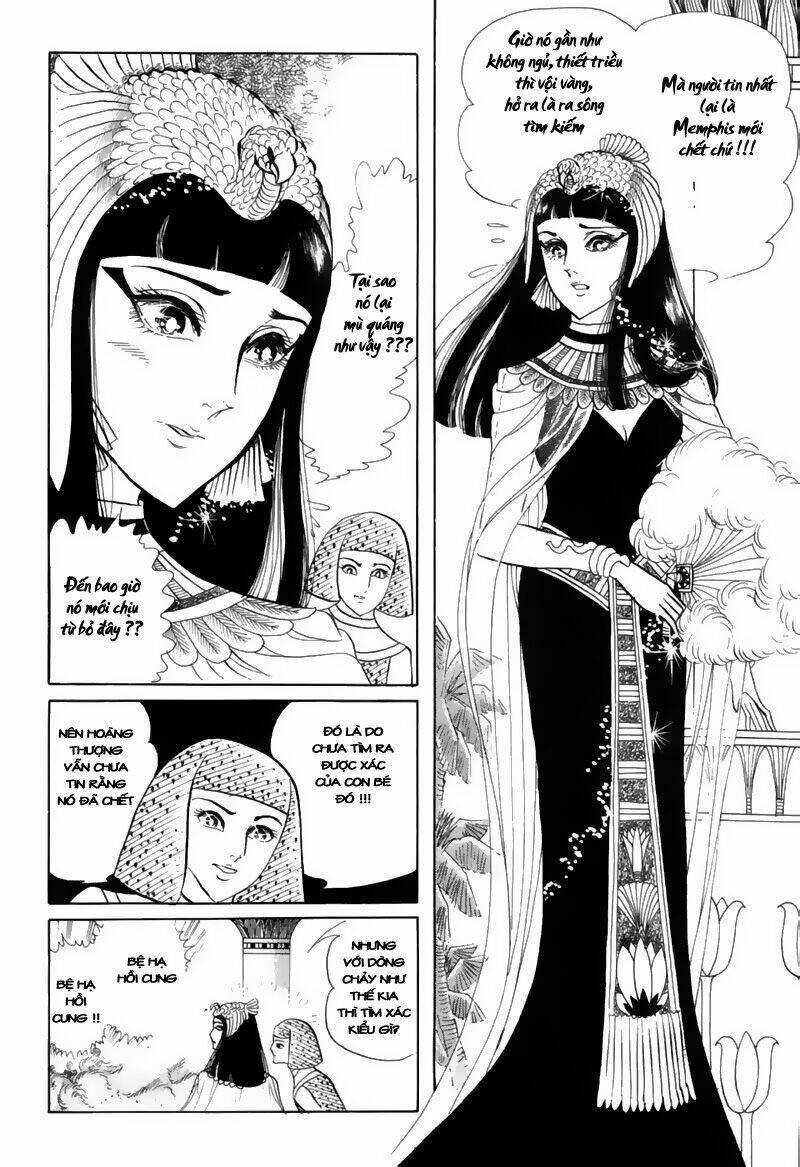 Giờ nó gần như
không ngủ, thiết triều
thì vội vàng,
hở ra là ra sông
tìm kiếm
Mà người tin nhất
lại là
Memphis mới
chết chứ !!!
Tại sao
nó lại
mù quáng
như vậy ???
Đến bao giờ
nó mới chịu
từ bỏ đây ??
Đó là do
chưa tìm ra
được xác
của con bé
đó !!!
Nên Hoàng
thượng
vẫn chưa
tin rằng
nó đã chết
Nhưng
với dòng
chảy như
thế kia
thì tìm xác
kiểu gì?
Bệ hạ
hồi cung
Bệ hạ
hồi
cung !!